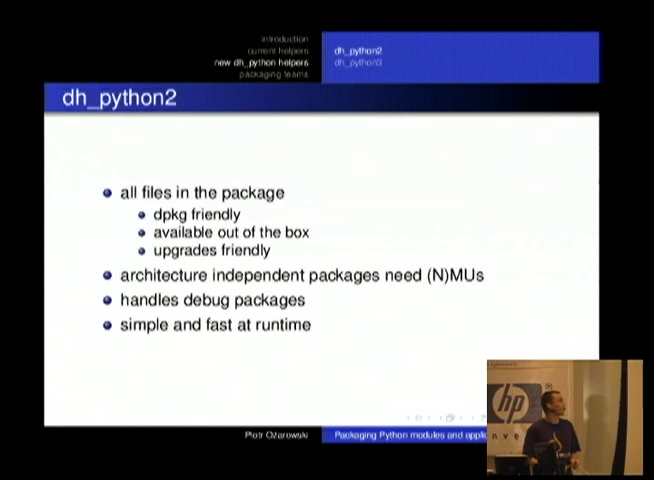 introduction
current helpers
new dh_python helpers
packaging teams
dh_python2
dh_python3
dh_python2
all files in the package
dpkg friendly
available out of the box
upgrades friendly
architecture independent packages need (N)MUs
handles debug packages
simple and fast at runtime
Piotr Ożarowski
Packaging Python modules and applic
hp
n v e